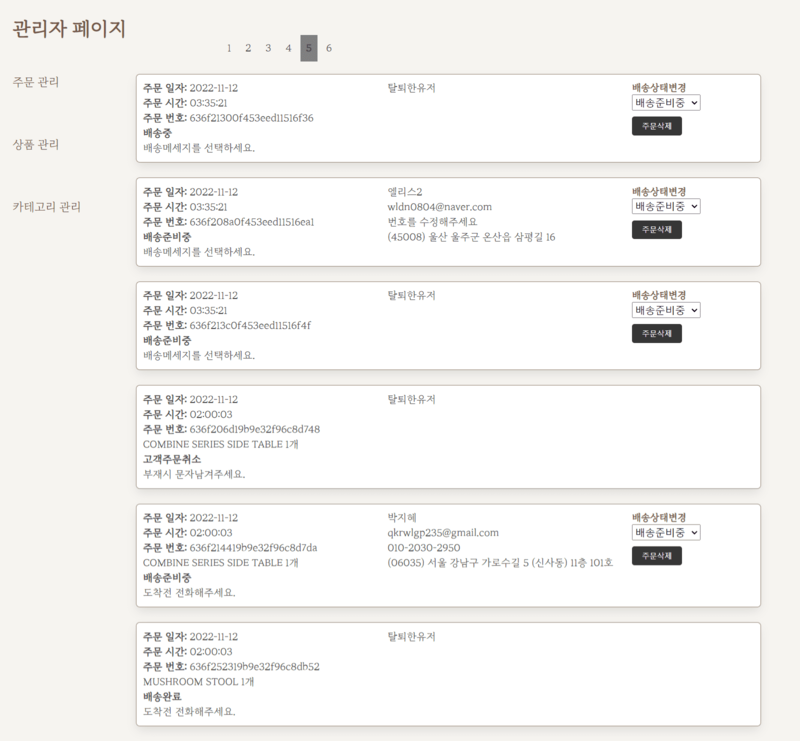 관리자 페이지
1 2 3 4 5 6
주문 관리
상품 관리
카테고리 관리
주문 일자: 2022-11-12
주문 시간: 03:35:21
주문 번호: 636f21300f453eed11516f36
배송중
배송메세지를 선택하세요.
탈퇴한유저
배송상태변경
배송준비중
주문삭제
주문 일자: 2022-11-12
주문 시간: 03:35:21
주문 번호: 636f208a0f453eed11516ea1
배송준비중
배송메세지를 선택하세요.
엘리스2
wldn0804@naver.com
번호를 수정해주세요
(45008) 울산 울주군 온산읍 삼평길 16
배송상태변경
배송준비중
주문삭제
주문 일자: 2022-11-12
주문 시간: 03:35:21
주문 번호: 636f213c0f453eed11516f4f
배송준비중
배송메세지를 선택하세요.
탈퇴한유저
배송상태변경
배송준비중
주문삭제
주문 일자: 2022-11-12
주문 시간: 02:00:03
주문 번호: 636f206d19b9e32f96c8d748
COMBINE SERIES SIDE TABLE 1개
고객주문취소
부재시 문자남겨주세요.
탈퇴한유저
주문 일자: 2022-11-12
주문 시간: 02:00:03
주문 번호: 636f214419b9e32f96c8d7da
COMBINE SERIES SIDE TABLE 1개
배송준비중
도착전 전화해주세요.
박지혜
qkrwlgp235@gmail.com
010-2030-2950
(06035) 서울 강남구 가로수길 5 (신사동) 11층 101호
배송상태변경
배송준비중
주문삭제
주문 일자: 2022-11-12
주문 시간: 02:00:03
주문 번호: 636f252319b9e32f96c8db52
MUSHROOM STOOL 1개
배송완료
도착전 전화해주세요.
탈퇴한유저